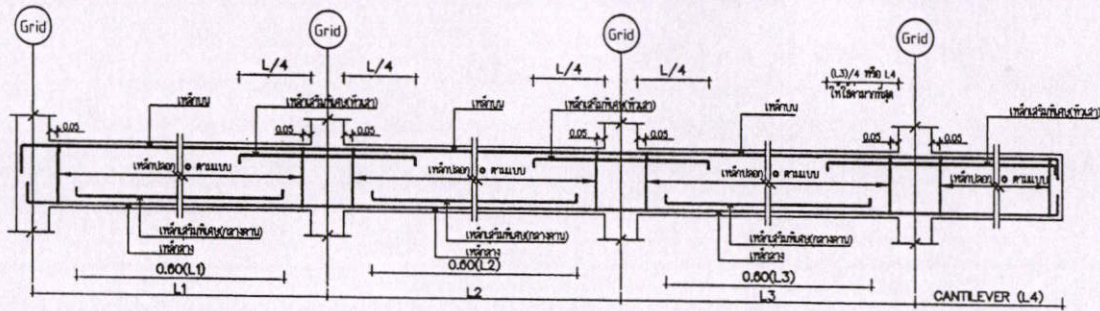 Grid Grid Grid Grid
L/4 L/4 L/4 L/4 (L3)/4 หรือ L4
ให้ใช้ค่ามากที่สุด
เหล็กบน เหล็กเสริมพิเศษ(หัวเสา) เหล็กบน เหล็กเสริมพิเศษ(หัวเสา) เหล็กบน เหล็กเสริมพิเศษ(หัวเสา)
0.05 0.05 0.05 0.05 0.05 0.05 0.05
เหล็กปลอก @ ตามแบบ เหล็กปลอก @ ตามแบบ เหล็กปลอก @ ตามแบบ เหล็กปลอก @ ตามแบบ
เหล็กเสริมพิเศษ(กลางคาน) เหล็กเสริมพิเศษ(กลางคาน) เหล็กเสริมพิเศษ(กลางคาน)
เหล็กล่าง เหล็กล่าง เหล็กล่าง
0.60(L1) 0.60(L2) 0.60(L3)
L1 L2 L3 CANTILEVER (L4)